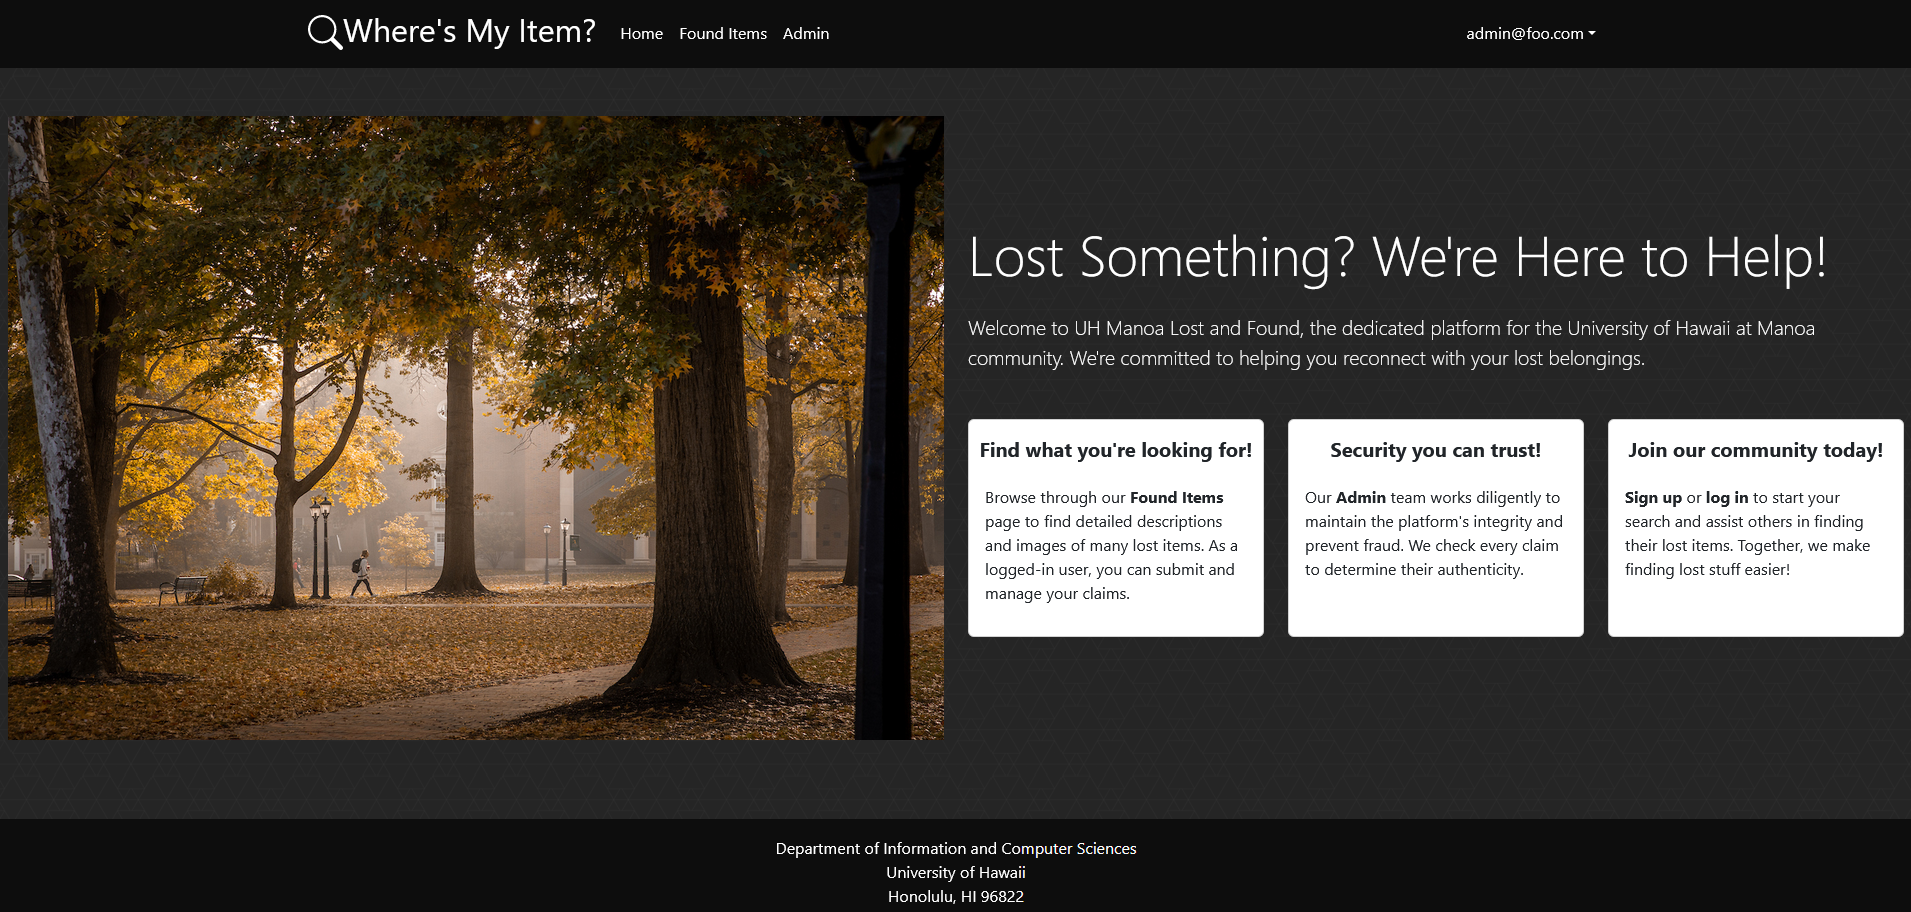 Where's My Item?
Home
Found Items
Admin
admin@foo.com
Lost Something? We're Here to Help!
Welcome to UH Manoa Lost and Found, the dedicated platform for the University of Hawaii at Manoa
community. We're committed to helping you reconnect with your lost belongings.
Find what you're looking for!
Browse through our Found Items
page to find detailed descriptions
and images of many lost items. As a
logged-in user, you can submit and
manage your claims.
Security you can trust!
Our Admin team works diligently to
maintain the platform's integrity and
prevent fraud. We check every claim
to determine their authenticity.
Join our community today!
Sign up or log in to start your
search and assist others in finding
their lost items. Together, we make
finding lost stuff easier!
Department of Information and Computer Sciences
University of Hawaii
Honolulu, HI 96822